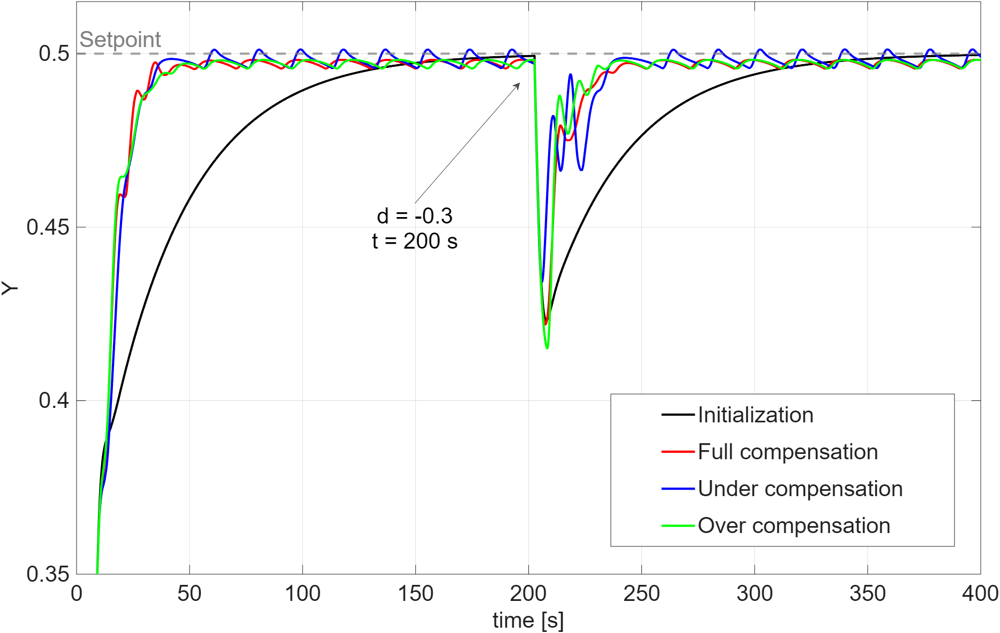 Setpoint
0.5
0.45
0.4
0.35
Y
d = -0.3
t = 200 s
Initialization
Full compensation
Under compensation
Over compensation
0 50 100 150 200 250 300 350 400
time [s]